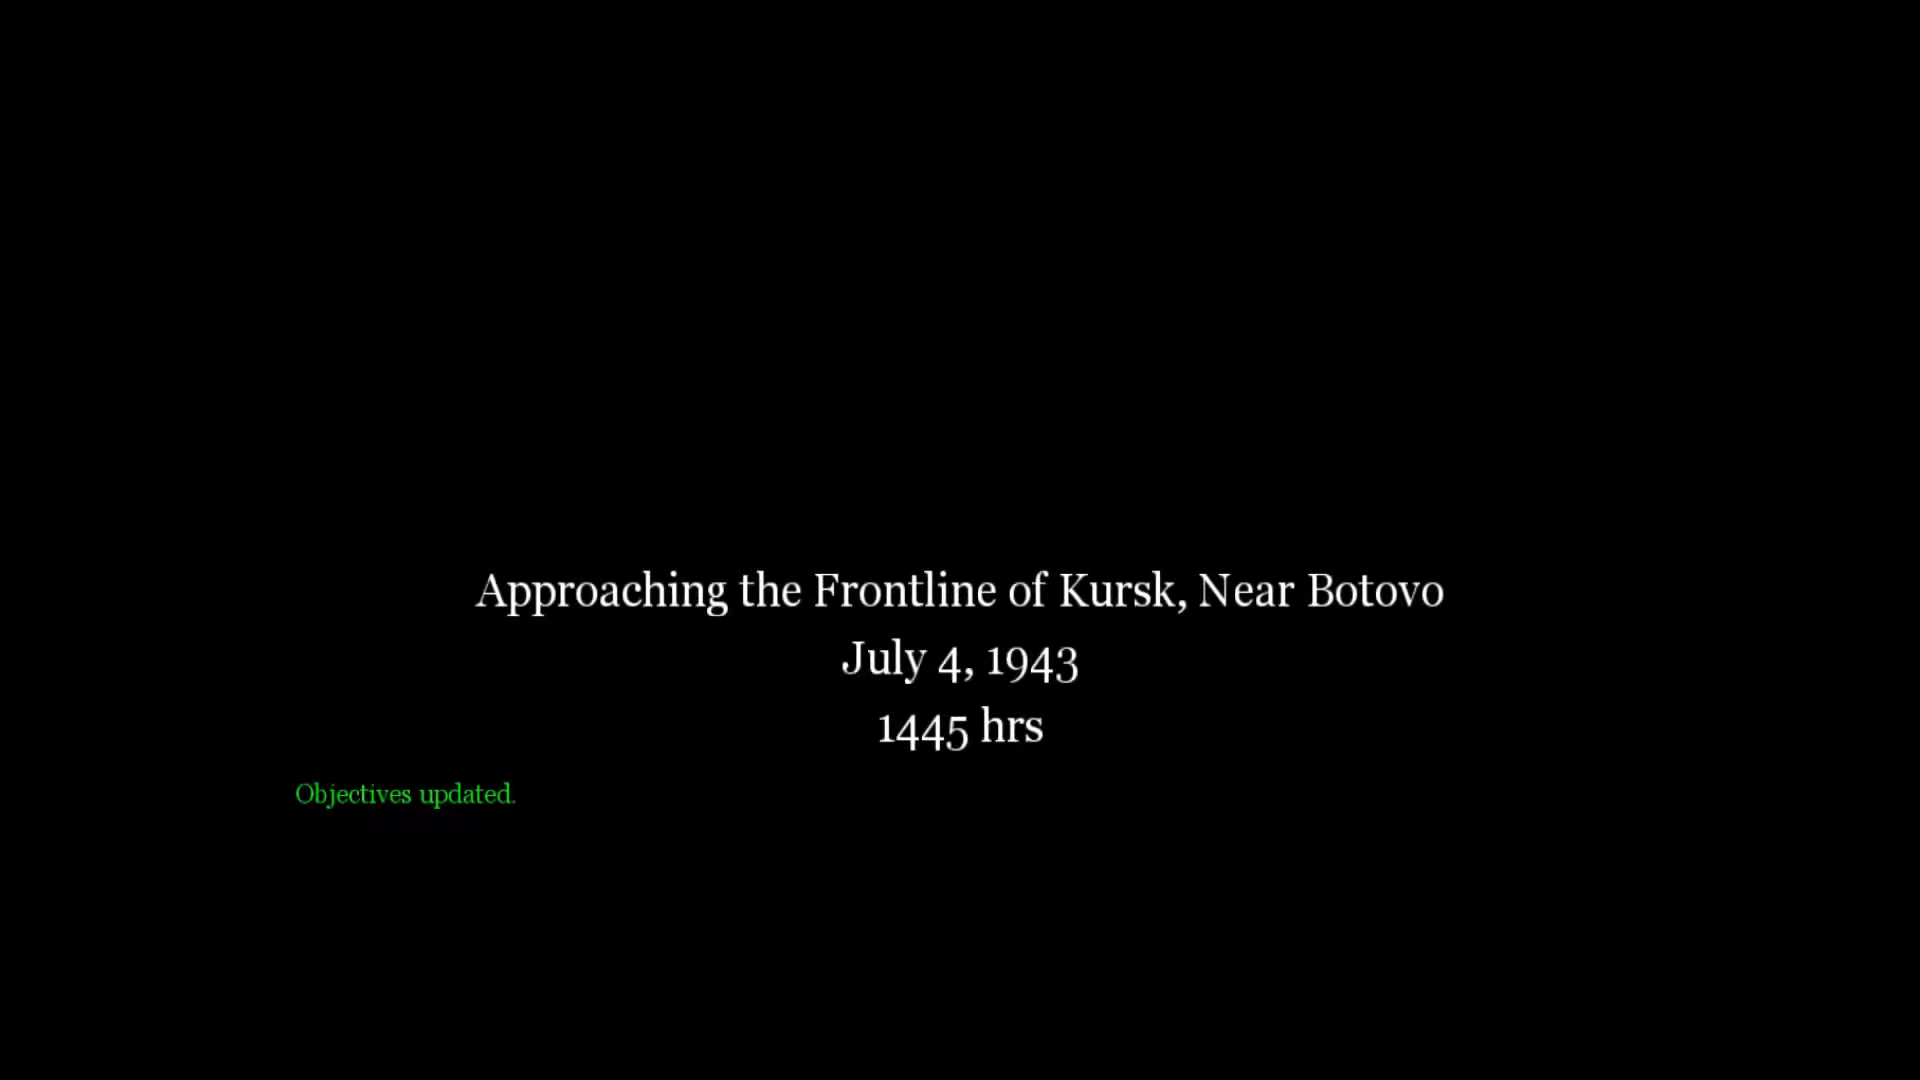 Approaching the Frontline of Kursk, Near Botovo
July 4, 1943
1445 hrs
Objectives updated.